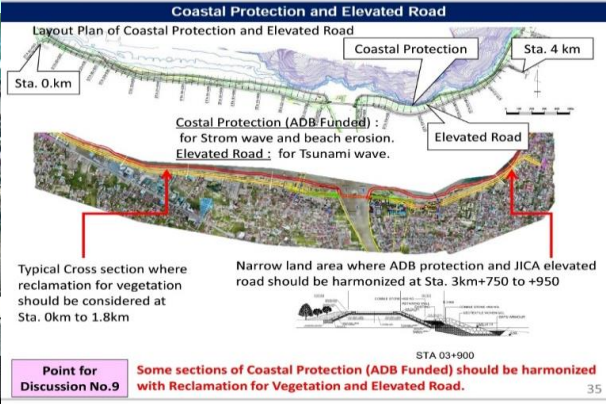 Coastal Protection and Elevated Road
Layout Plan of Coastal Protection and Elevated Road
Coastal Protection
Sta. 4 km
Sta. 0.km
Costal Protection (ADB Funded) :
for Strom wave and beach erosion.
Elevated Road : for Tsunami wave.
Elevated Road
Typical Cross section where
reclamation for vegetation
should be considered at
Sta. 0km to 1.8km
Narrow land area where ADB protection and JICA elevated
road should be harmonized at Sta. 3km+750 to +950
STA 03+900
Point for
Discussion No.9
Some sections of Coastal Protection (ADB Funded) should be harmonized
with Reclamation for Vegetation and Elevated Road.
35